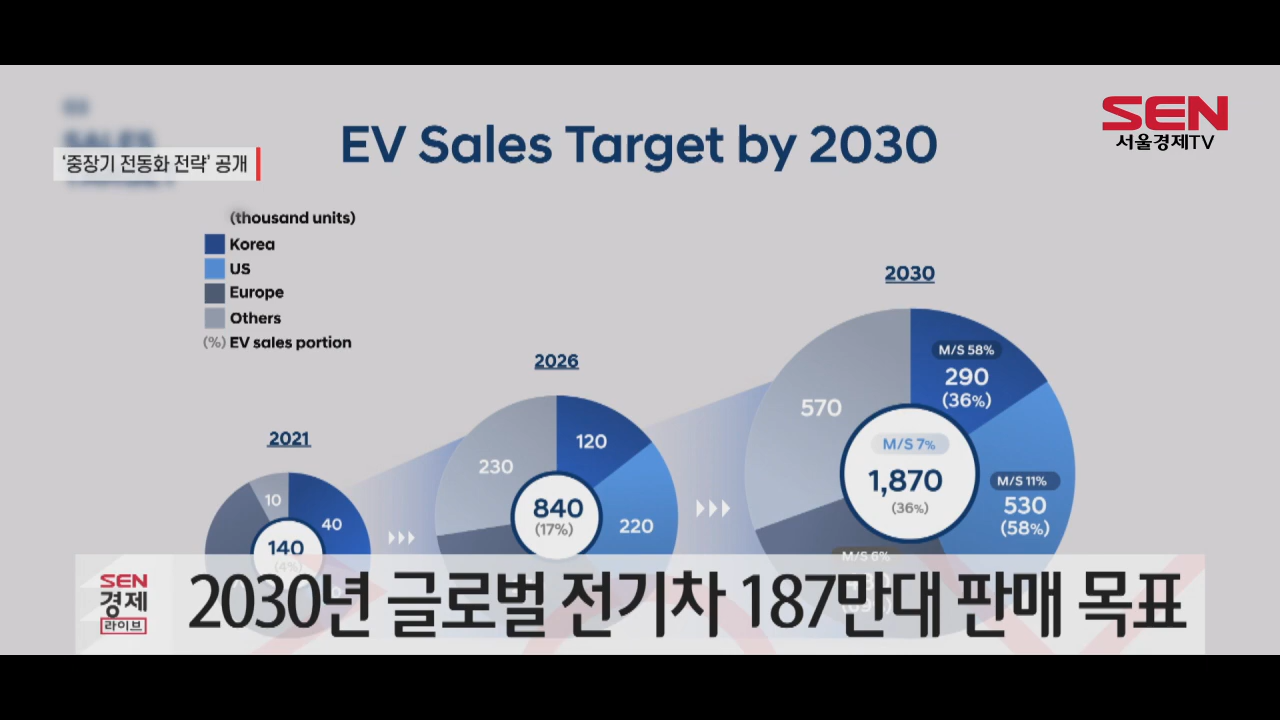 SEN
서울경제TV
SALES
'중장기 전동화 전략' 공개
EV Sales Target by 2030
(thousand units)
Korea
US
Europe
Others
(%) EV sales portion
2021
10
40
140
(4%)
2026
230
120
840
(17%)
220
2030
570
M/S 58%
290
(36%)
M/S 7%
1,870
(36%)
M/S 11%
530
(58%)
M/S 6%
SEN
경제
라이브
2030년 글로벌 전기차 187만대 판매 목표